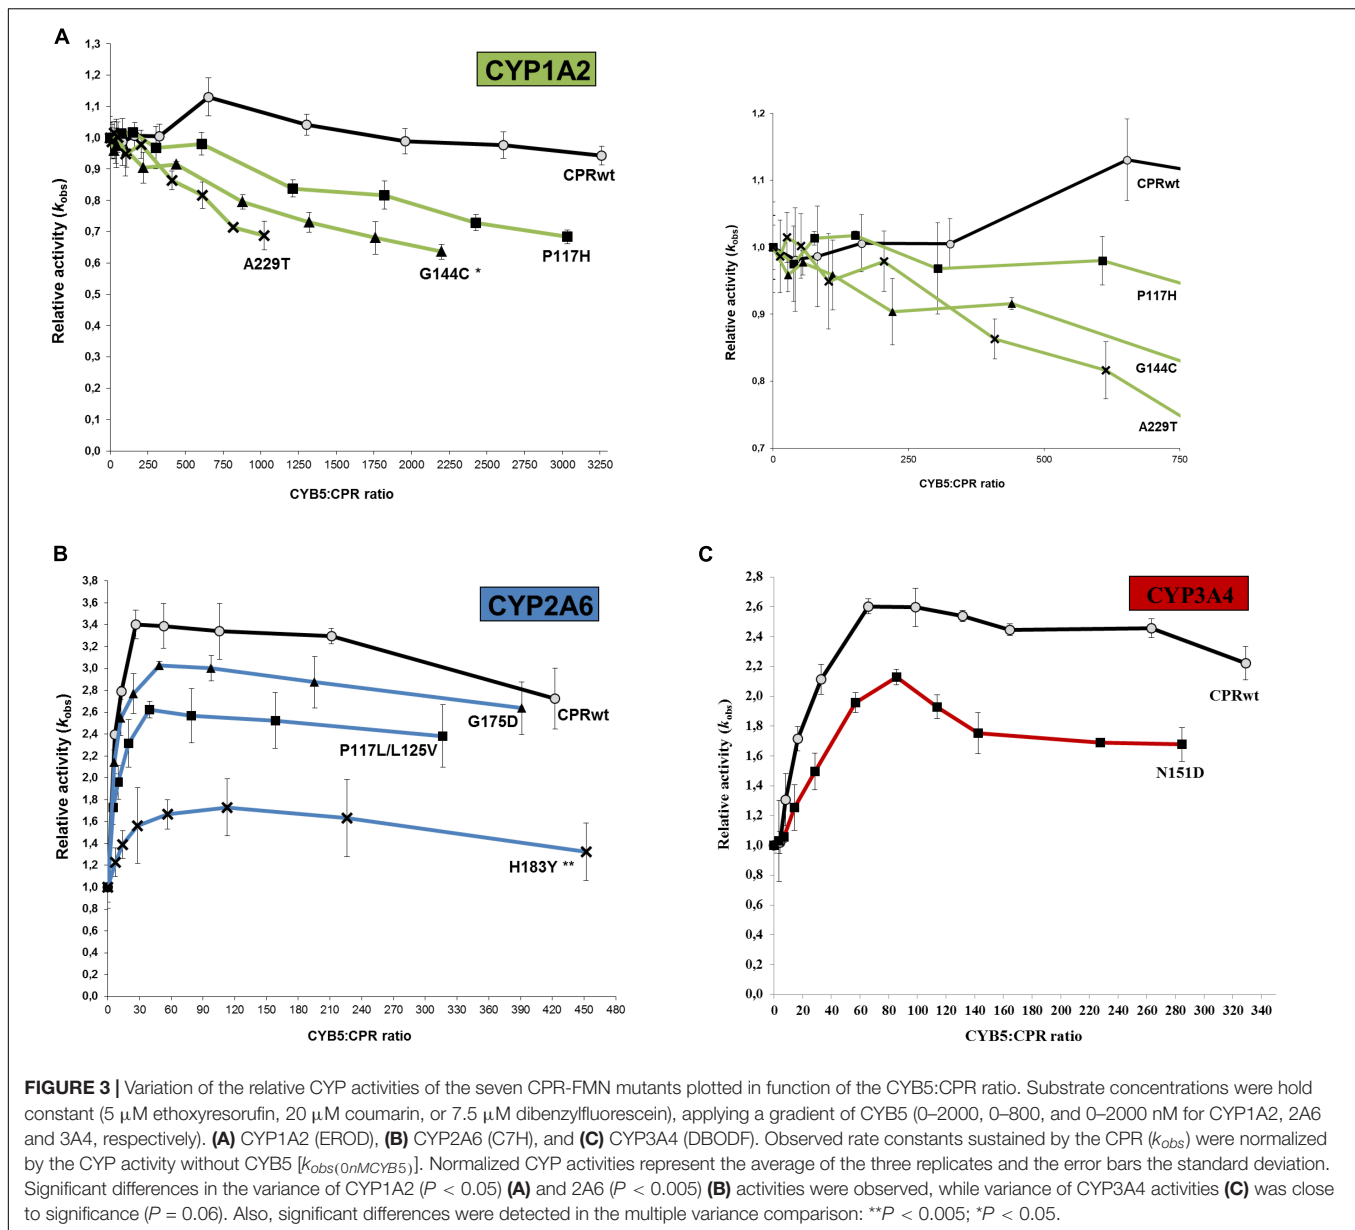 A
CYP1A2
1,3
1,2
1,1
1,0
0,9
0,8
0,7
0,6
0,5
0,4
0,3
0,2
0,1
0,0
Relative activity (kobs)
CPRwt
P117H
G144C *
A229T
0 250 500 750 1000 1250 1500 1750 2000 2250 2500 2750 3000 3250
CYB5:CPR ratio
1,2
1,1
1,0
0,9
0,8
0,7
Relative activity (kobs)
CPRwt
P117H
G144C
A229T
0 250 500 750
CYB5:CPR ratio
B
CYP2A6
3,8
3,6
3,4
3,2
3,0
2,8
2,6
2,4
2,2
2,0
1,8
1,6
1,4
1,2
1,0
0,8
0,6
0,4
0,2
0,0
Relative activity (kobs)
G175D
CPRwt
P117L/L125V
H183Y **
0 30 60 90 120 150 180 210 240 270 300 330 360 390 420 450 480
CYB5:CPR ratio
C
CYP3A4
2,8
2,6
2,4
2,2
2,0
1,8
1,6
1,4
1,2
1,0
0,8
0,6
0,4
0,2
0,0
Relative activity (kobs)
CPRwt
N151D
0 20 40 60 80 100 120 140 160 180 200 220 240 260 280 300 320 340
CYB5:CPR ratio
FIGURE 3 | Variation of the relative CYP activities of the seven CPR-FMN mutants plotted in function of the CYB5:CPR ratio. Substrate concentrations were hold
constant (5 μM ethoxyresorufin, 20 μM coumarin, or 7.5 μM dibenzylfluorescein), applying a gradient of CYB5 (0–2000, 0–800, and 0–2000 nM for CYP1A2, 2A6
and 3A4, respectively). (A) CYP1A2 (EROD), (B) CYP2A6 (C7H), and (C) CYP3A4 (DBODF). Observed rate constants sustained by the CPR (kobs) were normalized
by the CYP activity without CYB5 [kobs(0nMCYB5)]. Normalized CYP activities represent the average of the three replicates and the error bars the standard deviation.
Significant differences in the variance of CYP1A2 (P < 0.05) (A) and 2A6 (P < 0.005) (B) activities were observed, while variance of CYP3A4 activities (C) was close
to significance (P = 0.06). Also, significant differences were detected in the multiple variance comparison: **P < 0.005; *P < 0.05.